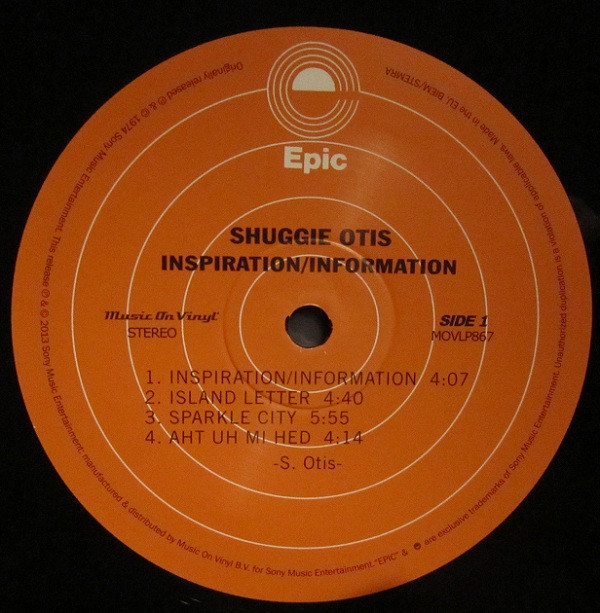 Epic
SHUGGIE OTIS
INSPIRATION/INFORMATION
Music On Vinyl
STEREO
SIDE 1
MOVLP867
1. INSPIRATION/INFORMATION 4:07
2. ISLAND LETTER 4:40
3. SPARKLE CITY 5:55
4. AHT UH MI HED 4:14
-S. Otis-
Originally released ℗ & © 1974 Sony Music Entertainment. This release ℗ & © 2013 Sony Music Entertainment: manufactured & distributed by Music On Vinyl B.V. for Sony Music Entertainment. "EPIC" & are exclusive trademarks of Sony Music Entertainment. Unauthorized duplication is a violation of applicable laws. Made in the EU. BIEM/STEMRA